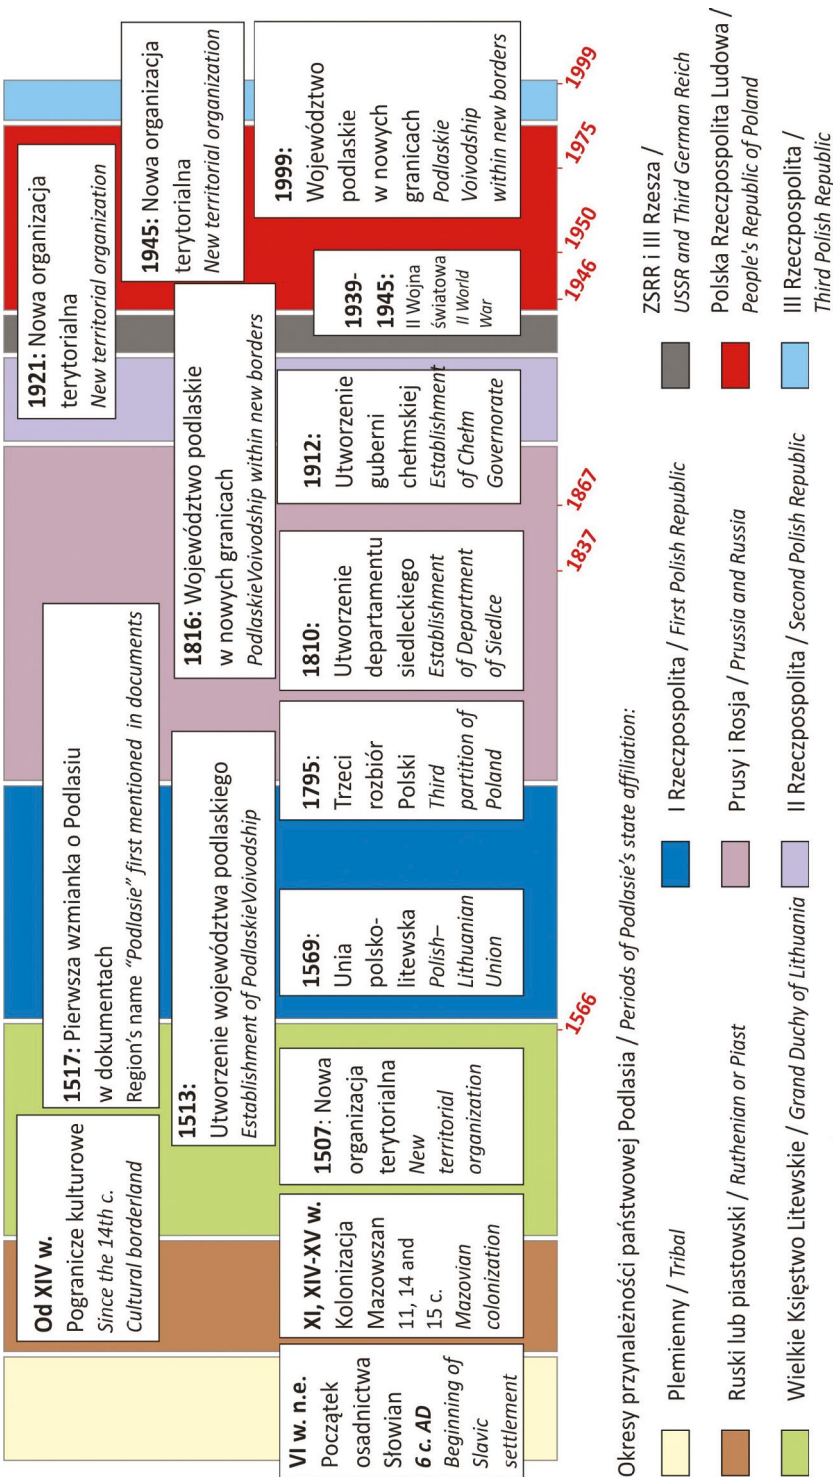 Od XIV w.
Pogranicze kulturowe
Since the 14th c.
Cultural borderland
1517: Pierwsza wzmianka o Podlasiu
w dokumentach
Region's name "Podlasie" first mentioned in documents
1921: Nowa organizacja
terytorialna
New territorial organization
1513:
Utworzenie województwa podlaskiego
Establishment of PodlaskieVoivodship
1816: Województwo podlaskie
w nowych granicach
PodlaskieVoivodship within new borders
1945: Nowa organizacja
terytorialna
New territorial organization
VI w. n.e.
Początek
osadnictwa
Słowian
6 c. AD
Beginning of
Slavic
settlement
XI, XIV-XV w.
Kolonizacja
Mazowszan
11, 14 and
15 c.
Mazovian
colonization
1507: Nowa
organizacja
terytorialna
New
territorial
organization
1569:
Unia
polsko-
litewska
Polish–
Lithuanian
Union
1795:
Trzeci
rozbiór
Polski
Third
partition of
Poland
1810:
Utworzenie
departamentu
siedleckiego
Establishment
of Department
of Siedlce
1912:
Utworzenie
guberni
chełmskiej
Establishment
of Chełm
Governorate
1939-
1945:
II Wojna
światowa
II World
War
1999:
Województwo
podlaskie
w nowych
granicach
Podlaskie
Voivodship
within new borders
1566
1837
1867
1946
1950
1975
1999
Okresy przynależności państwowej Podlasia / Periods of Podlasie's state affiliation:
Plemienny / Tribal
Ruski lub piastowski / Ruthenian or Piast
Wielkie Księstwo Litewskie / Grand Duchy of Lithuania
I Rzeczpospolita / First Polish Republic
Prusy i Rosja / Prussia and Russia
II Rzeczpospolita / Second Polish Republic
ZSRR i III Rzesza /
USSR and Third German Reich
Polska Rzeczpospolita Ludowa /
People's Republic of Poland
III Rzeczpospolita /
Third Polish Republic